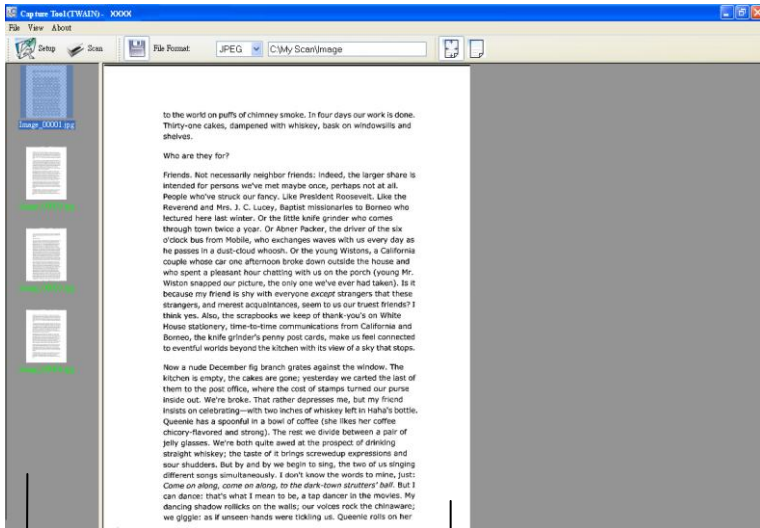 Capture Tool (TWAIN) - XXXX
File View About
Setup Scan File Format: JPEG C:\My Scan\Image
Image_00001.jpg
to the world on puffs of chimney smoke. In four days our work is done.
Thirty-one cakes, dampened with whiskey, bask on windowsills and
shelves.
Who are they for?
Friends. Not necessarily neighbor friends: indeed, the larger share is
intended for persons we've met maybe once, perhaps not at all.
People who've struck our fancy. Like President Roosevelt. Like the
Reverend and Mrs. J. C. Lucey, Baptist missionaries to Borneo who
lectured here last winter. Or the little knife grinder who comes
through town twice a year. Or Abner Packer, the driver of the six
o'clock bus from Mobile, who exchanges waves with us every day as
he passes in a dust-cloud whoosh. Or the young Wistons, a California
couple whose car one afternoon broke down outside the house and
who spent a pleasant hour chatting with us on the porch (young Mr.
Wiston snapped our picture, the only one we've ever had taken). Is it
because my friend is shy with everyone except strangers that these
strangers, and merest acquaintances, seem to us our truest friends? I
think yes. Also, the scrapbooks we keep of thank-you's on White
House stationery, time-to-time communications from California and
Borneo, the knife grinder's penny post cards, make us feel connected
to eventful worlds beyond the kitchen with its view of a sky that stops.
Now a nude December fig branch grates against the window. The
kitchen is empty, the cakes are gone; yesterday we carted the last of
them to the post office, where the cost of stamps turned our purse
inside out. We're broke. That rather depresses me, but my friend
insists on celebrating—with two inches of whiskey left in Haha's bottle.
Queenie has a spoonful in a bowl of coffee (she likes her coffee
chicory-flavored and strong). The rest we divide between a pair of
jelly glasses. We're both quite awed at the prospect of drinking
straight whiskey; the taste of it brings screwedup expressions and
sour shudders. But by and by we begin to sing, the two of us singing
different songs simultaneously. I don't know the words to mine, just:
Come on along, come on along, to the dark-town strutters' ball. But I
can dance: that's what I mean to be, a tap dancer in the movies. My
dancing shadow rollicks on the walls; our voices rock the chinaware;
we giggle: as if unseen hands were tickling us. Queenie rolls on her